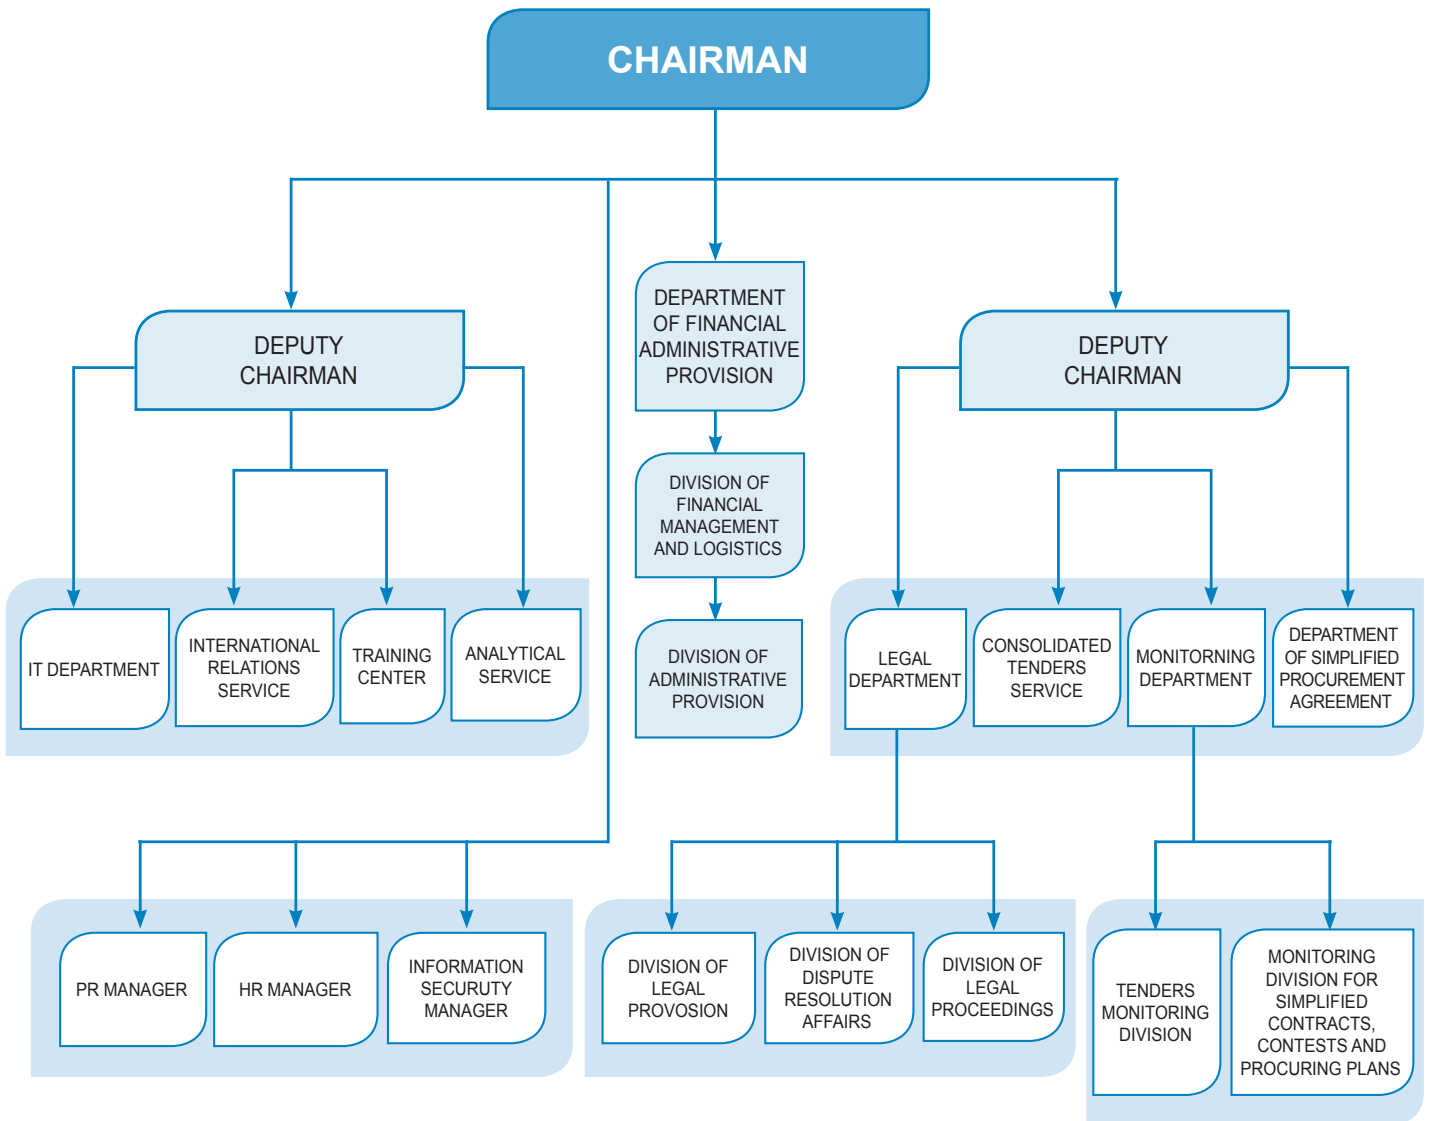 CHAIRMAN
DEPUTY
CHAIRMAN
DEPARTMENT
OF FINANCIAL
ADMINISTRATIVE
PROVISION
DEPUTY
CHAIRMAN
DIVISION OF
FINANCIAL
MANAGEMENT
AND LOGISTICS
IT DEPARTMENT
INTERNATIONAL
RELATIONS
SERVICE
TRAINING
CENTER
ANALYTICAL
SERVICE
DIVISION OF
ADMINISTRATIVE
PROVISION
LEGAL
DEPARTMENT
CONSOLIDATED
TENDERS
SERVICE
MONITORNING
DEPARTMENT
DEPARTMENT
OF SIMPLIFIED
PROCUREMENT
AGREEMENT
PR MANAGER
HR MANAGER
INFORMATION
SECURUTY
MANAGER
DIVISION OF
LEGAL
PROVOSION
DIVISION OF
DISPUTE
RESOLUTION
AFFAIRS
DIVISION OF
LEGAL
PROCEEDINGS
TENDERS
MONITORING
DIVISION
MONITORING
DIVISION FOR
SIMPLIFIED
CONTRACTS,
CONTESTS AND
PROCURING PLANS